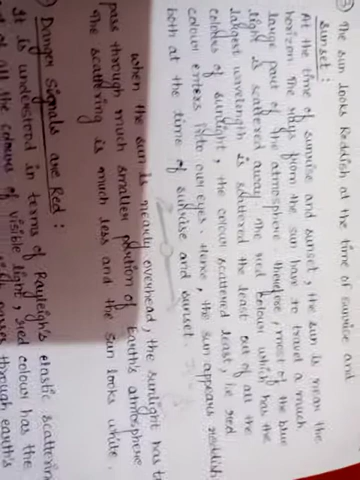 ③ The sun looks Reddish at the time of sunrise and
sunset:
At the time of sunrise and sunset, the sun is near the
horizon. The rays from the sun have to travel a much
large part of the atmosphere therefore, most of the blue
light is scattered away. The red colour which has the
largest wavelength is scattered the least out of all the
colours of sunlight, the colour scattered least, i.e red
colour enters into our eyes. Hence, the sun appears reddish
both at the time of sunrise and sunset.
when the sun is nearly overhead, the sunlight has t
pass through much smaller portion of Earth's atmosphere
The scattering is much less and the sun looks white.
Danger Signals are Red:
It is understood in terms of Rayleigh's elastic scatterin
of all the colours of visible light, red colour has the
passes through earth's